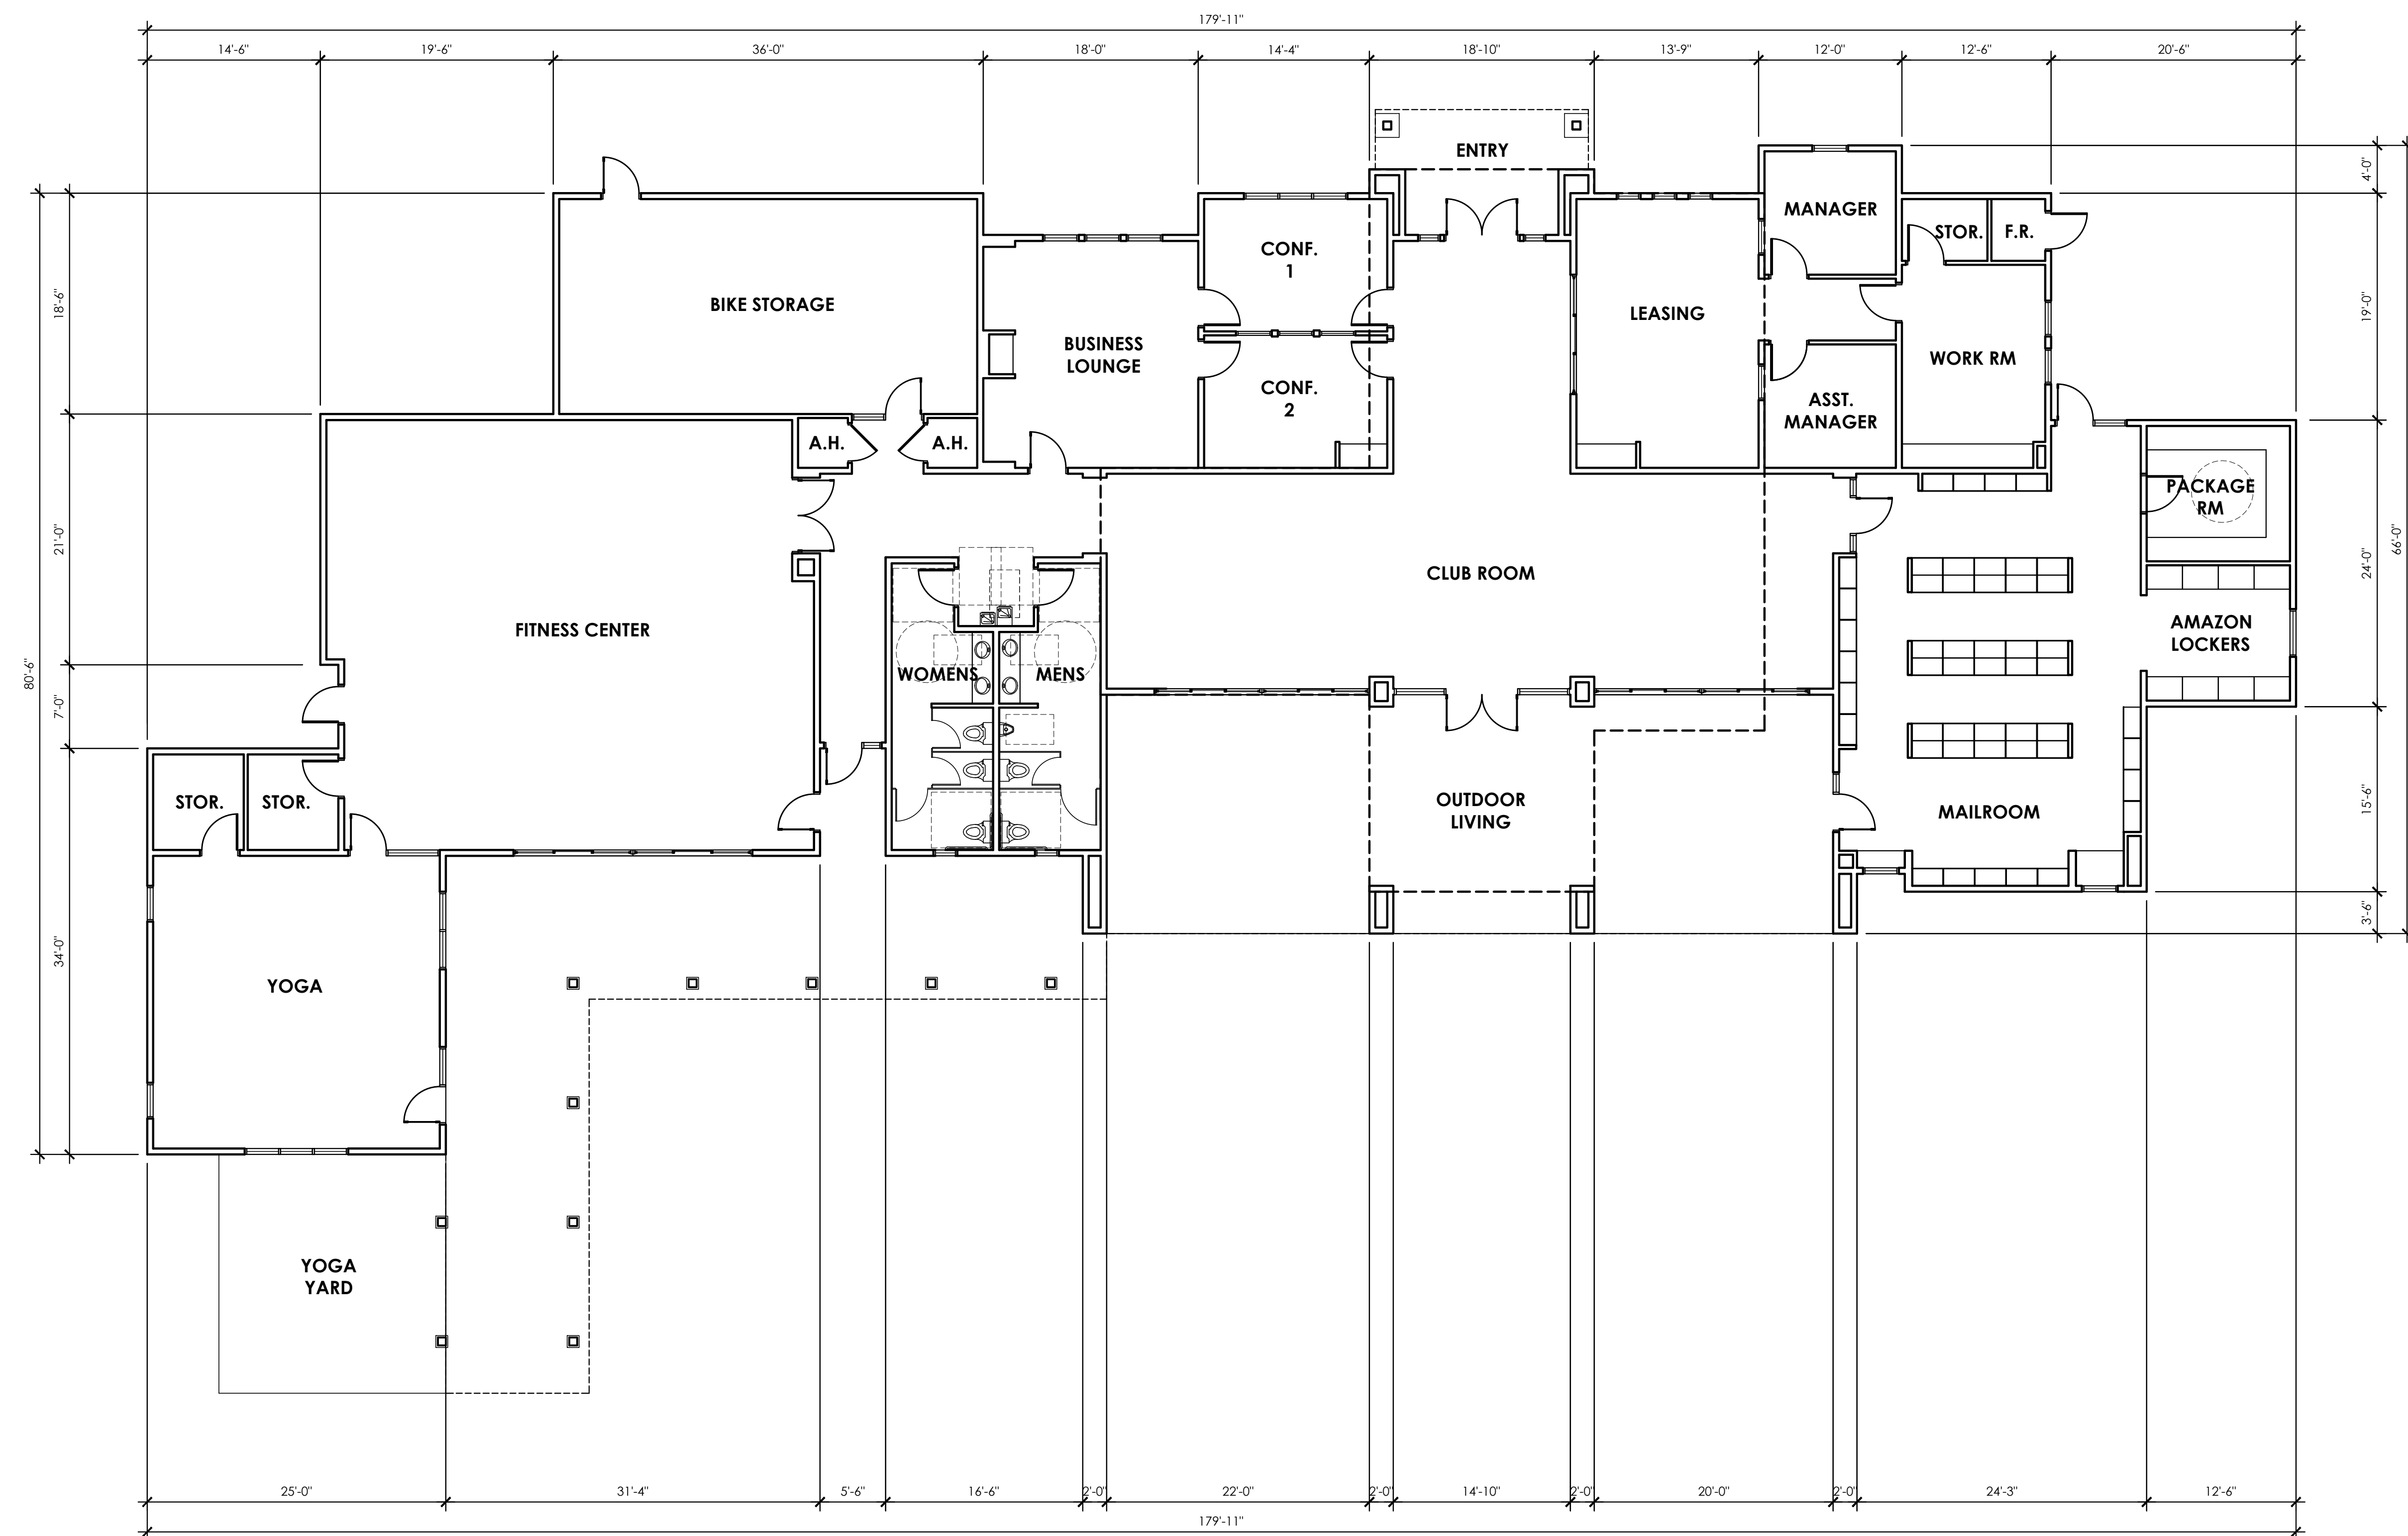 179'-11"
14'-6"
19'-6"
36'-0"
18'-0"
14'-4"
18'-10"
13'-9"
12'-0"
12'-6"
20'-6"
ENTRY
4'-0"
MANAGER
STOR.
F.R.
CONF.
1
BIKE STORAGE
18'-6"
LEASING
19'-0"
BUSINESS
LOUNGE
WORK RM
CONF.
2
ASST.
MANAGER
A.H.
A.H.
PACKAGE
RM
21'-0"
66'-0"
24'-0"
CLUB ROOM
FITNESS CENTER
AMAZON
LOCKERS
80'-6"
WOMENS
MENS
7'-0"
STOR.
STOR.
OUTDOOR
LIVING
MAILROOM
15'-6"
3'-6"
34'-0"
YOGA
YOGA
YARD
25'-0"
31'-4"
5'-6"
16'-6"
2'-0"
22'-0"
2'-0"
14'-10"
2'-0"
20'-0"
2'-0"
24'-3"
12'-6"
179'-11"